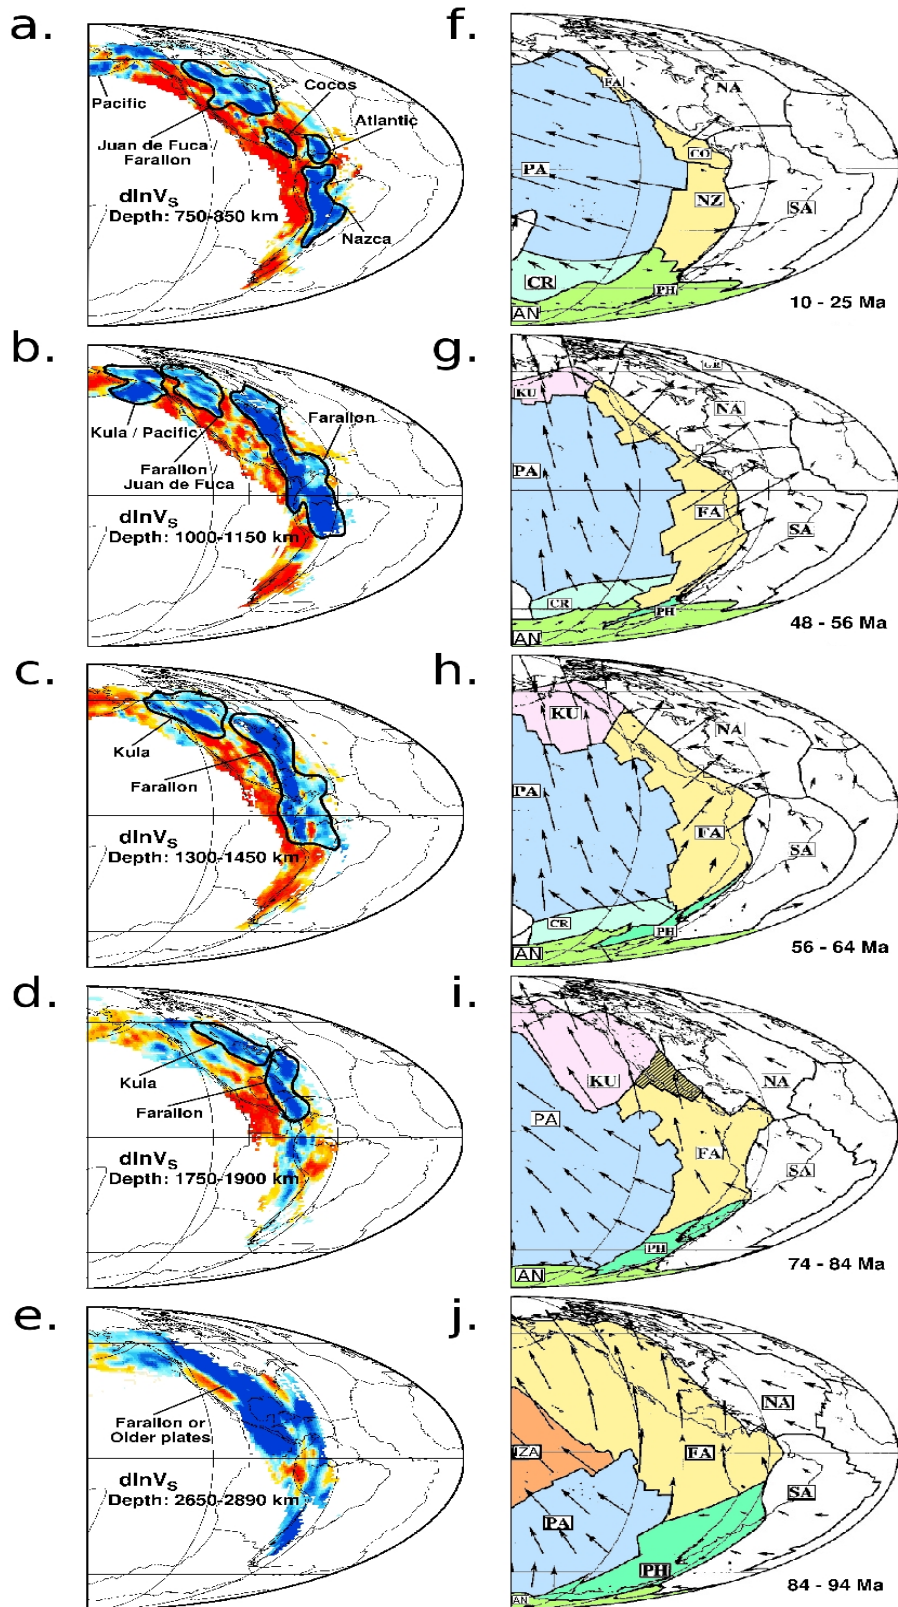 a.
Pacific
Cocos
Atlantic
Juan de Fuca
Farallon
dlnVS
Depth: 750-850 km
Nazca
f.
FA
NA
CO
PA
NZ
SA
CR
PH
AN
10 - 25 Ma
b.
Farallon
Kula / Pacific
Farallon
Juan de Fuca
dlnVS
Depth: 1000-1150 km
g.
GR
KU
NA
PA
FA
SA
CR
PH
AN
48 - 56 Ma
c.
Kula
Farallon
dlnVS
Depth: 1300-1450 km
h.
KU
NA
PA
FA
SA
CR
PH
AN
56 - 64 Ma
d.
Kula
Farallon
dlnVS
Depth: 1750-1900 km
i.
KU
NA
PA
FA
SA
PH
AN
74 - 84 Ma
e.
Farallon or
Older plates
dlnVS
Depth: 2650-2890 km
j.
NA
IZA
FA
SA
PA
PH
AN
84 - 94 Ma